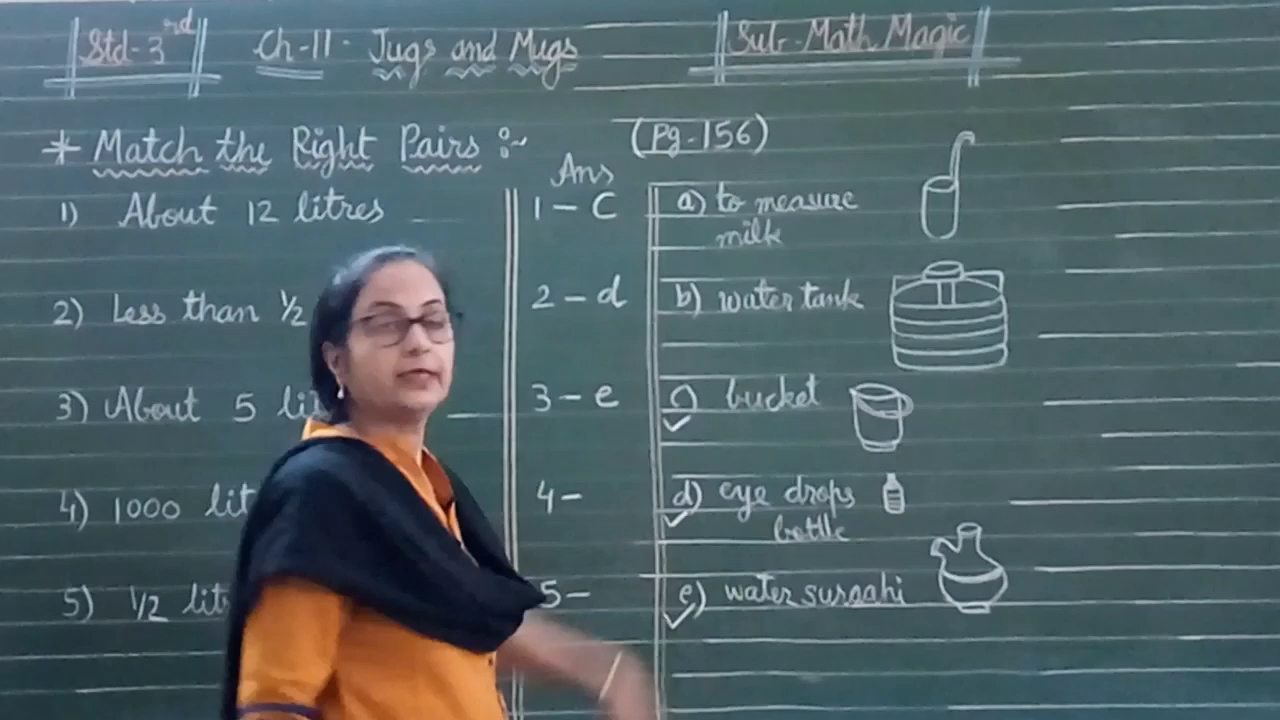 Std-3rd Ch-11- Jugs and Mugs Sub-Math Magic
* Match the Right Pairs :- (Pg-156)
Ans
1) About 12 litres 1 - C a) to measure
milk
2) Less than 1/2 2 - d b) water tank
3) About 5 3 - e c) bucket
4) 1000 4 - d) eye drops
bottle
5) 1/2 5 - e) water suraahi